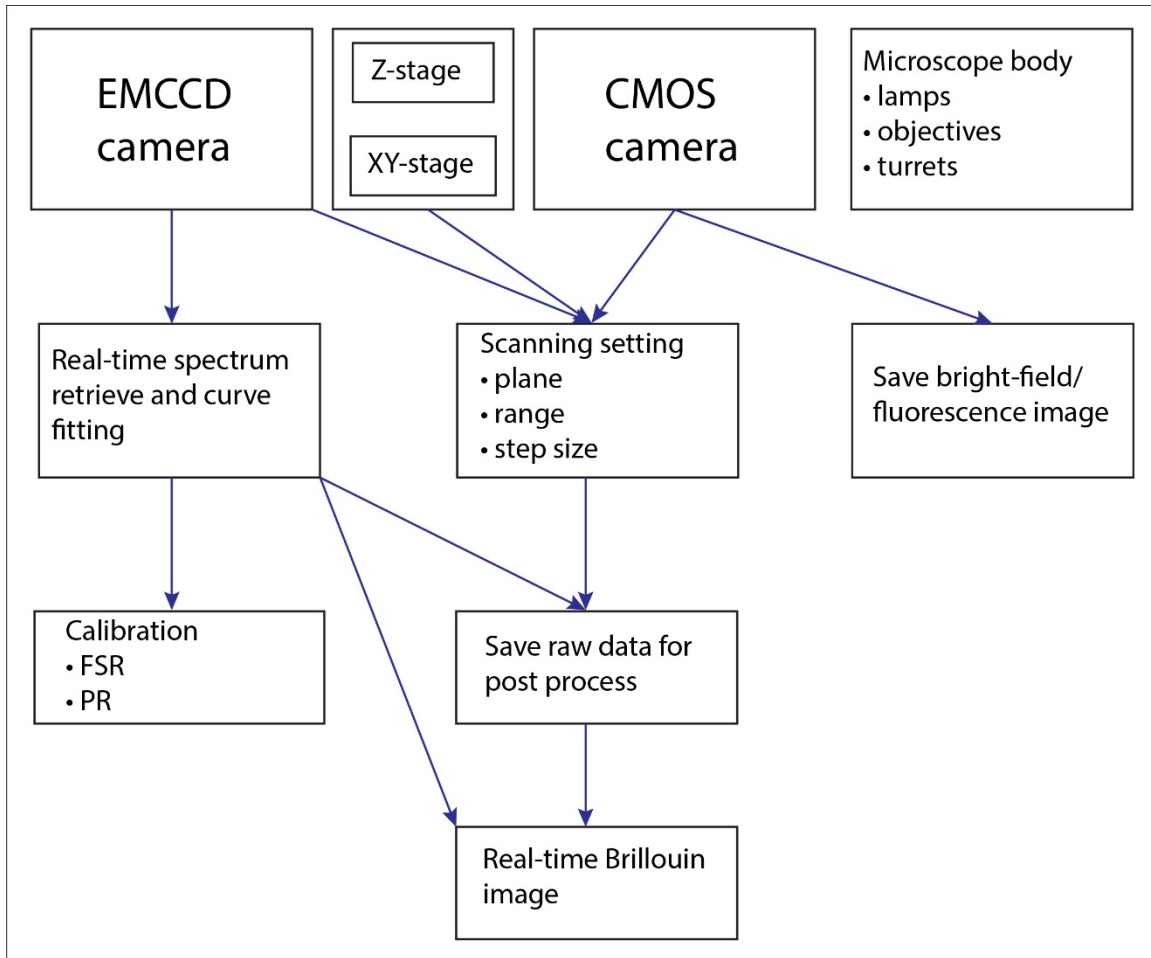 EMCCD
camera
Z-stage
XY-stage
CMOS
camera
Microscope body
• lamps
• objectives
• turrets
Real-time spectrum
retrieve and curve
fitting
Scanning setting
• plane
• range
• step size
Save bright-field/
fluorescence image
Calibration
• FSR
• PR
Save raw data for
post process
Real-time Brillouin
image